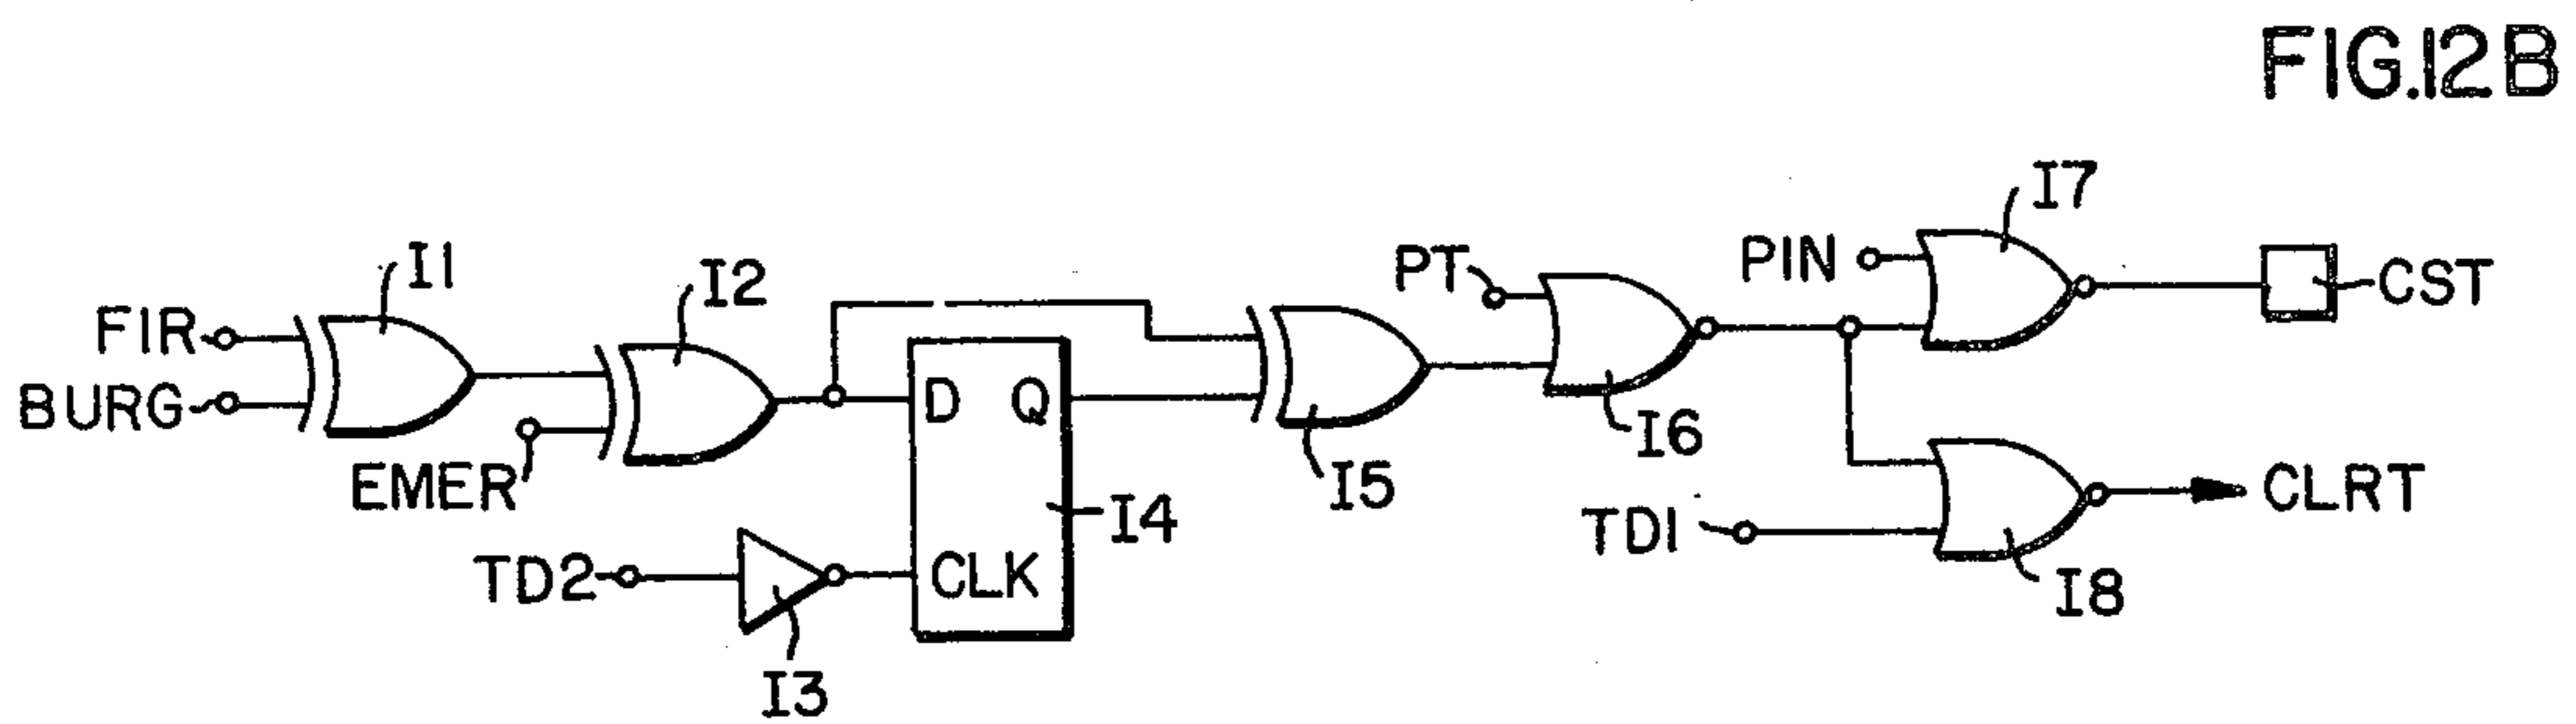 FIG.12B
I1
FIR
BURG
I2
EMER
TD2
I3
D Q
CLK
I4
I5
PT
I6
PIN
I7
CST
TD1
I8
CLRT